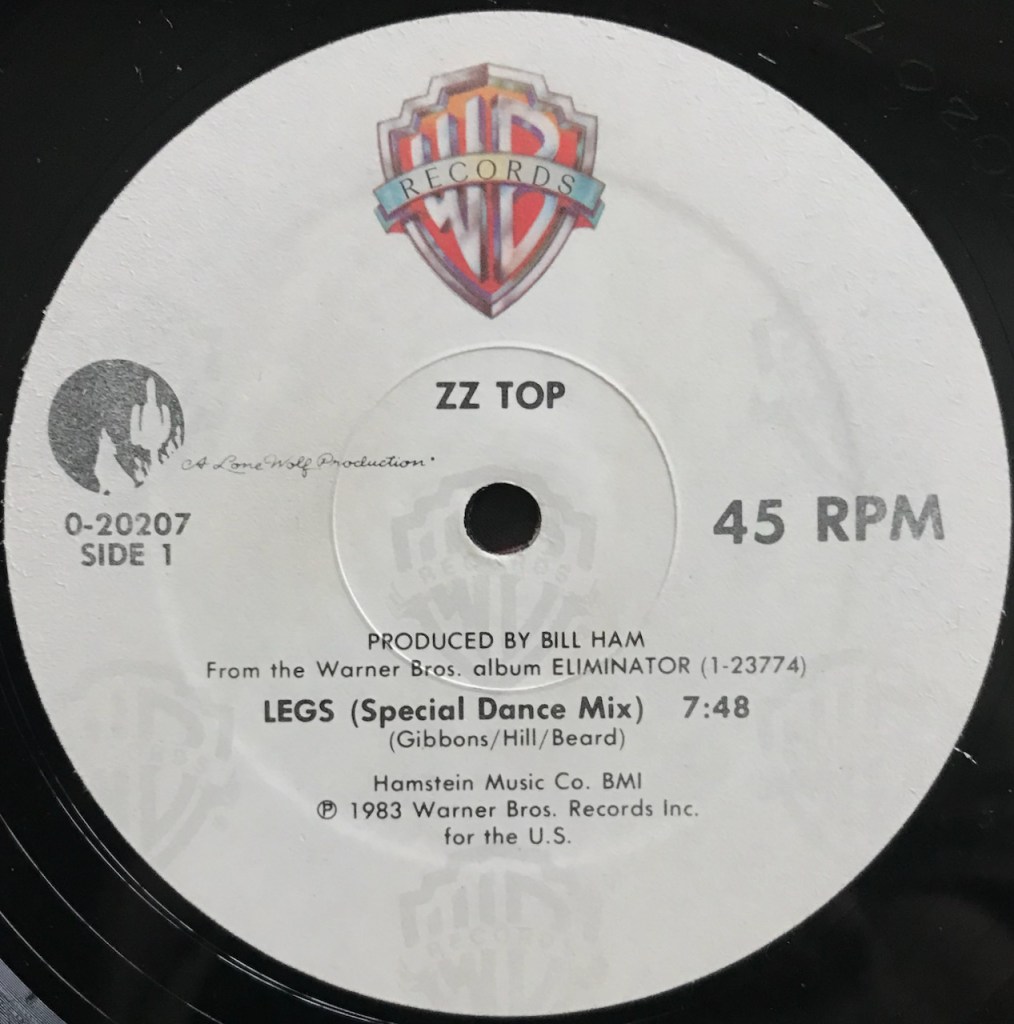 WB
RECORDS
ZZ TOP
A Lone Wolf Production
0-20207
SIDE 1
45 RPM
PRODUCED BY BILL HAM
From the Warner Bros. album ELIMINATOR (1-23774)
LEGS (Special Dance Mix) 7:48
(Gibbons/Hill/Beard)
Hamstein Music Co. BMI
℗ 1983 Warner Bros. Records Inc.
for the U.S.